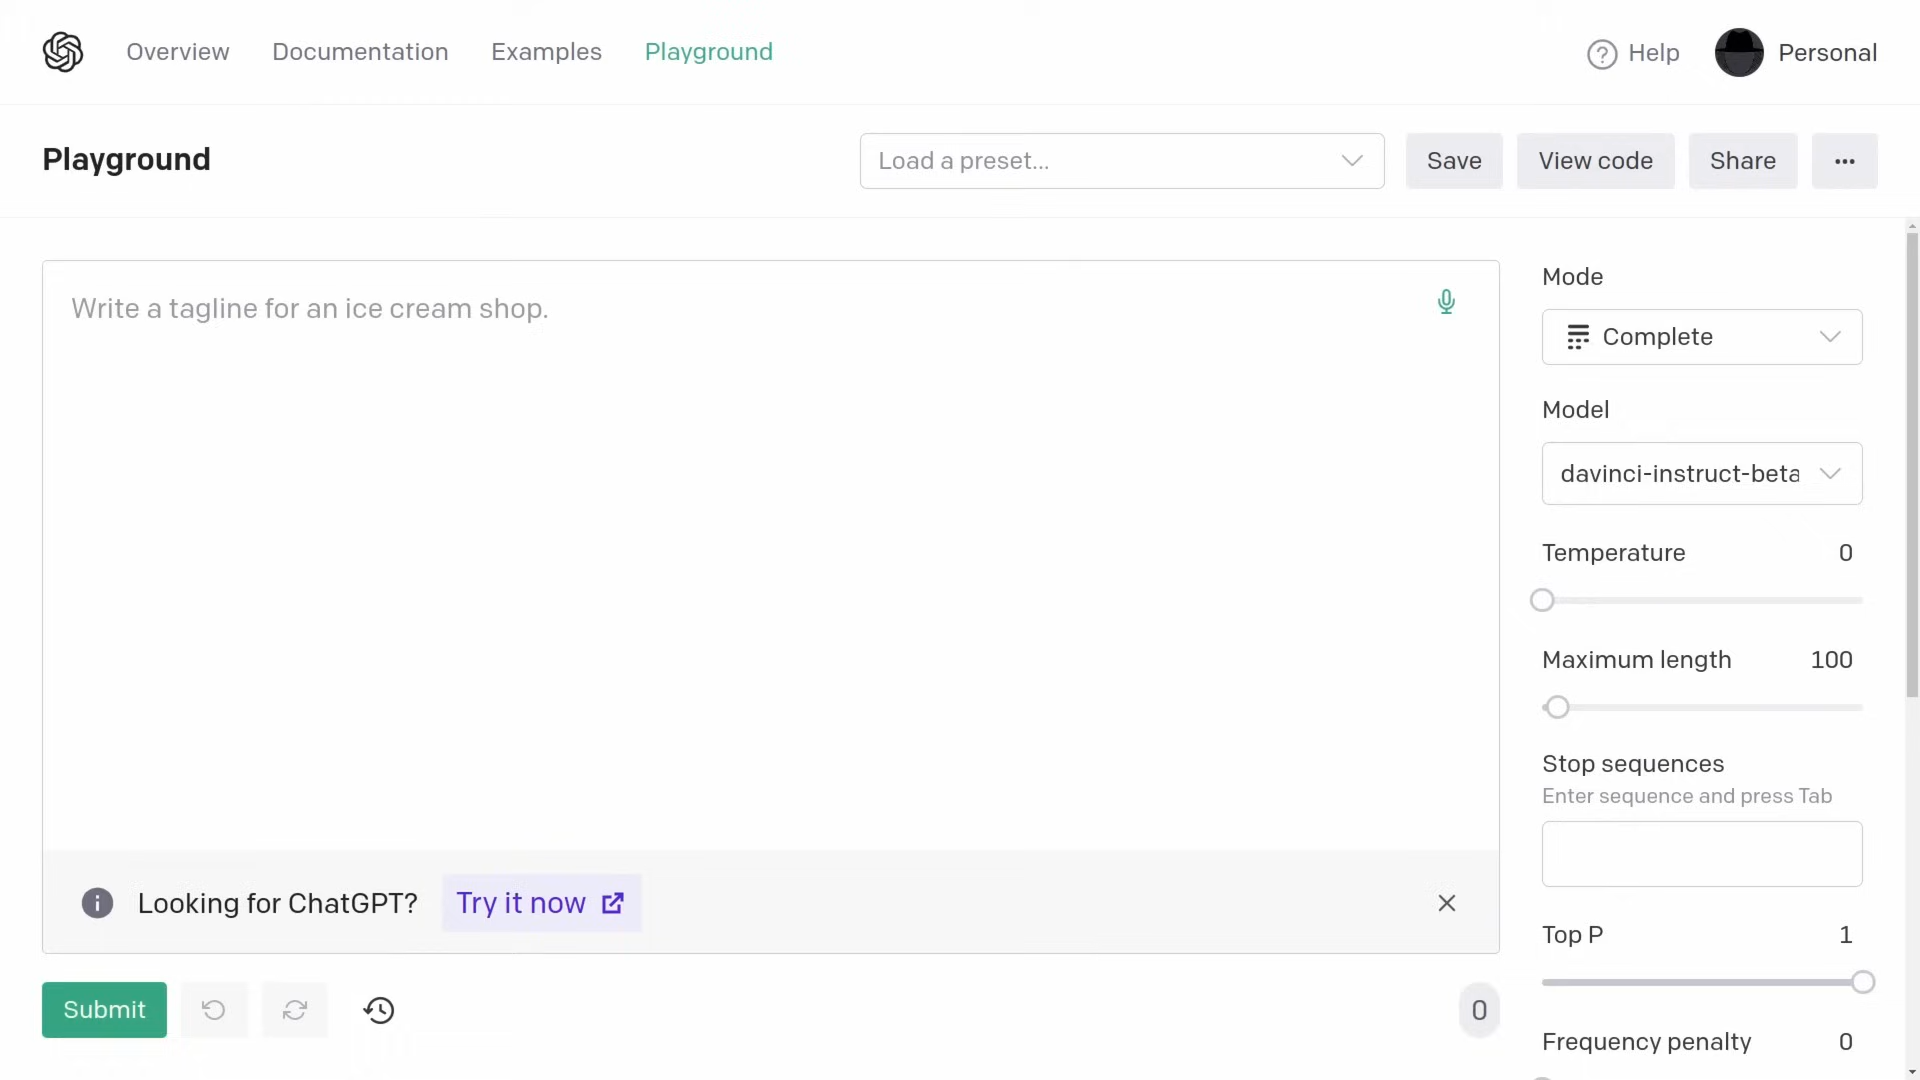 Overview Documentation Examples Playground Help Personal
Playground Load a preset... Save View code Share ...
Write a tagline for an ice cream shop.
Looking for ChatGPT? Try it now
Submit 0
Mode
Complete
Model
davinci-instruct-beta
Temperature 0
Maximum length 100
Stop sequences
Enter sequence and press Tab
Top P 1
Frequency penalty 0